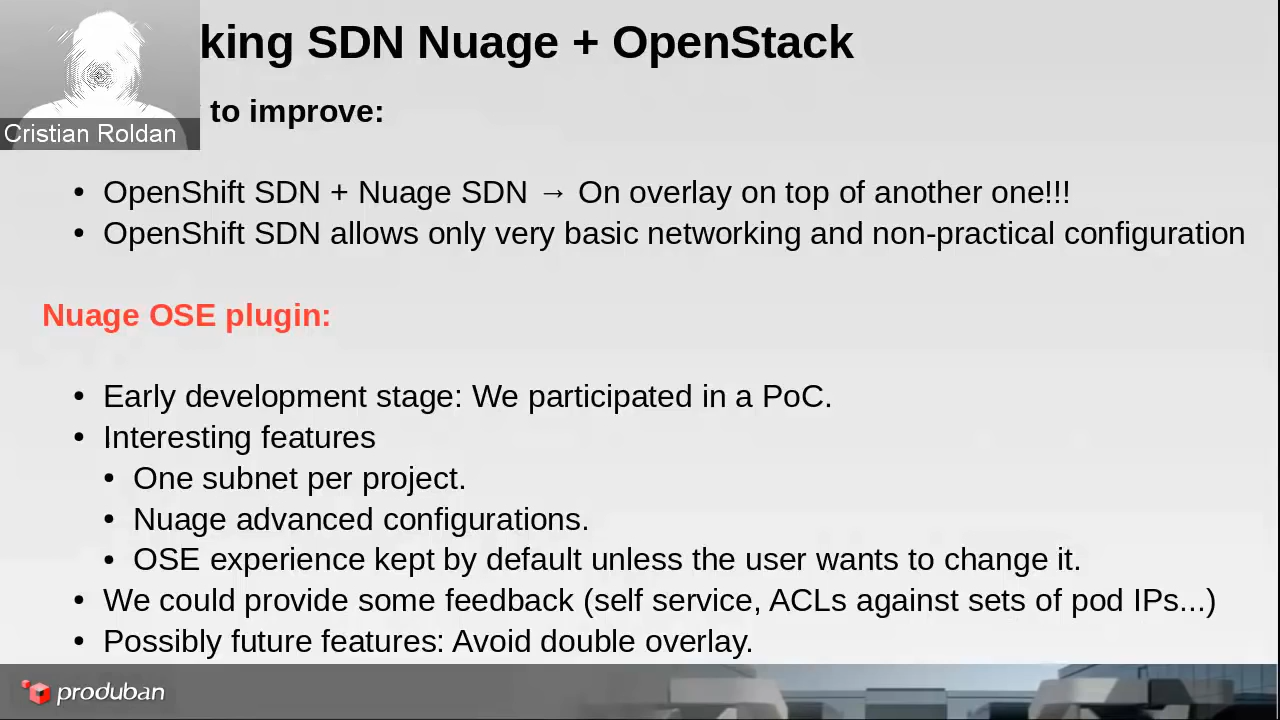 king SDN Nuage + OpenStack
to improve:
Cristian Roldan
• OpenShift SDN + Nuage SDN → On overlay on top of another one!!!
• OpenShift SDN allows only very basic networking and non-practical configuration
Nuage OSE plugin:
• Early development stage: We participated in a PoC.
• Interesting features
• One subnet per project.
• Nuage advanced configurations.
• OSE experience kept by default unless the user wants to change it.
• We could provide some feedback (self service, ACLs against sets of pod IPs...)
• Possibly future features: Avoid double overlay.
produban